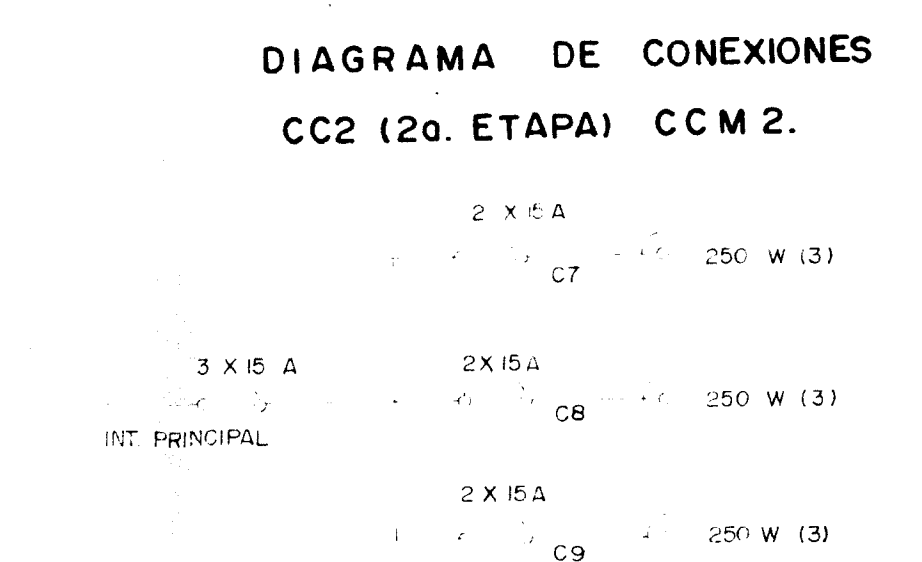 DIAGRAMA DE CONEXIONES
CC2 (2a. ETAPA) CCM 2.
2 X 15 A
C7
250 W (3)
3 X 15 A
INT. PRINCIPAL
2 X 15 A
C8
250 W (3)
2 X 15 A
C9
250 W (3)